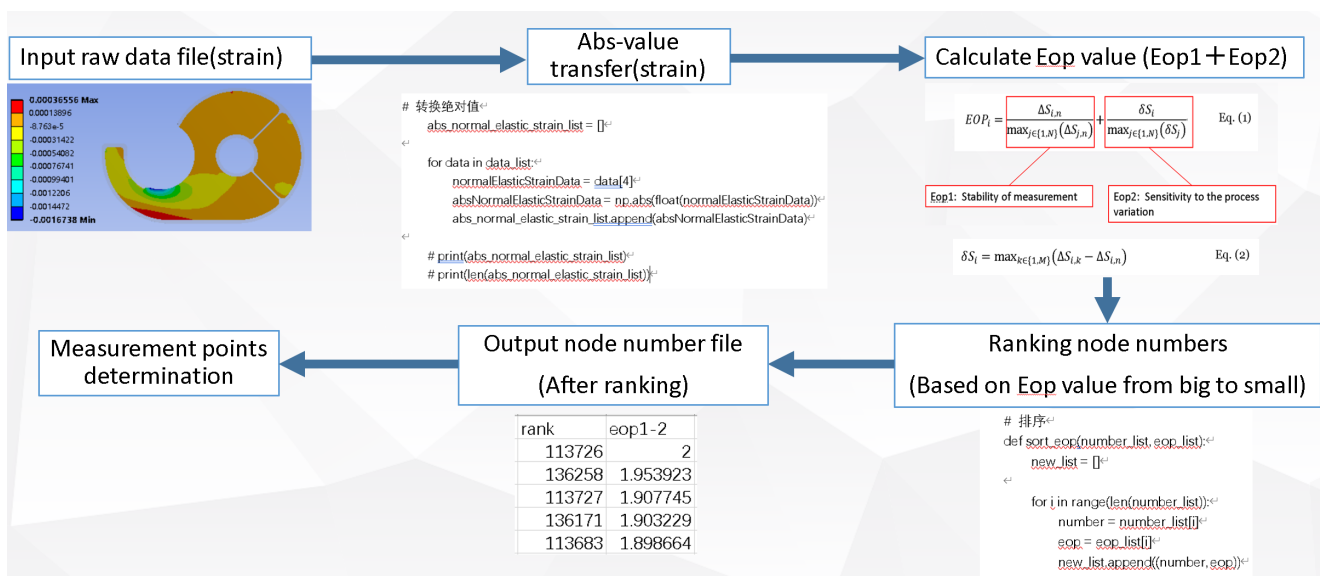 Input raw data file(strain)
0.00036556 Max
0.00013896
-8.763e-5
-0.00031422
-0.00054082
-0.00076741
-0.00099401
-0.0012206
-0.0014472
-0.0016738 Min
Abs-value
transfer(strain)
# 转换绝对值
abs_normal_elastic_strain_list = []
for data in data_list:
normalElasticStrainData = data[4]
absNormalElasticStrainData = np.abs(float(normalElasticStrainData))
abs_normal_elastic_strain_list.append(absNormalElasticStrainData)
# print(abs_normal_elastic_strain_list)
# print(len(abs_normal_elastic_strain_list))
Calculate Eop value (Eop1+Eop2)
EOP_i = ΔS_{i,n} / max_{j∈{1,N}}(ΔS_{j,n}) + δS_i / max_{j∈{1,N}}(δS_j) Eq. (1)
Eop1: Stability of measurement
Eop2: Sensitivity to the process
variation
δS_i = max_{k∈{1,M}}(ΔS_{i,k} − ΔS_{i,n}) Eq. (2)
Ranking node numbers
(Based on Eop value from big to small)
# 排序
def sort_eop(number_list, eop_list):
new_list = []
for i in range(len(number_list)):
number = number_list[i]
eop = eop_list[i]
new_list.append((number, eop))
Output node number file
(After ranking)
rank eop1-2
113726 2
136258 1.953923
113727 1.907745
136171 1.903229
113683 1.898664
Measurement points
determination